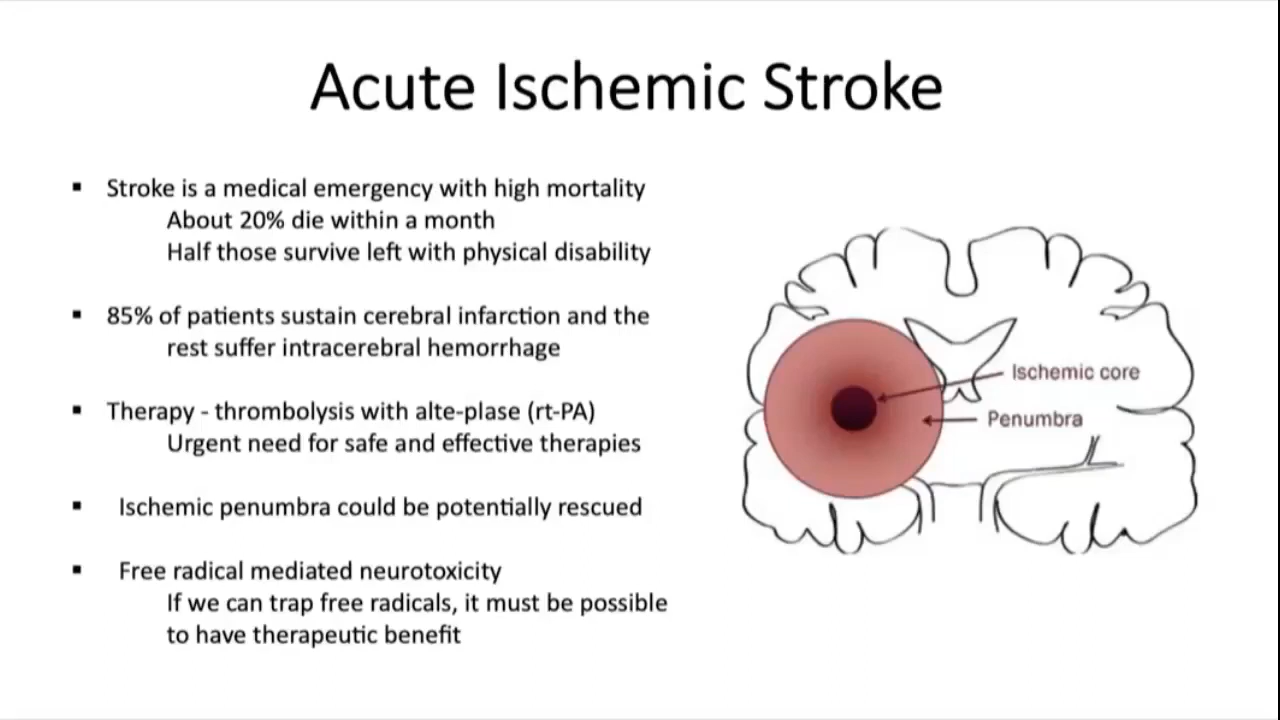 Acute Ischemic Stroke
▪ Stroke is a medical emergency with high mortality
About 20% die within a month
Half those survive left with physical disability
▪ 85% of patients sustain cerebral infarction and the
rest suffer intracerebral hemorrhage
▪ Therapy - thrombolysis with alte-plase (rt-PA)
Urgent need for safe and effective therapies
▪ Ischemic penumbra could be potentially rescued
▪ Free radical mediated neurotoxicity
If we can trap free radicals, it must be possible
to have therapeutic benefit
Ischemic core
Penumbra